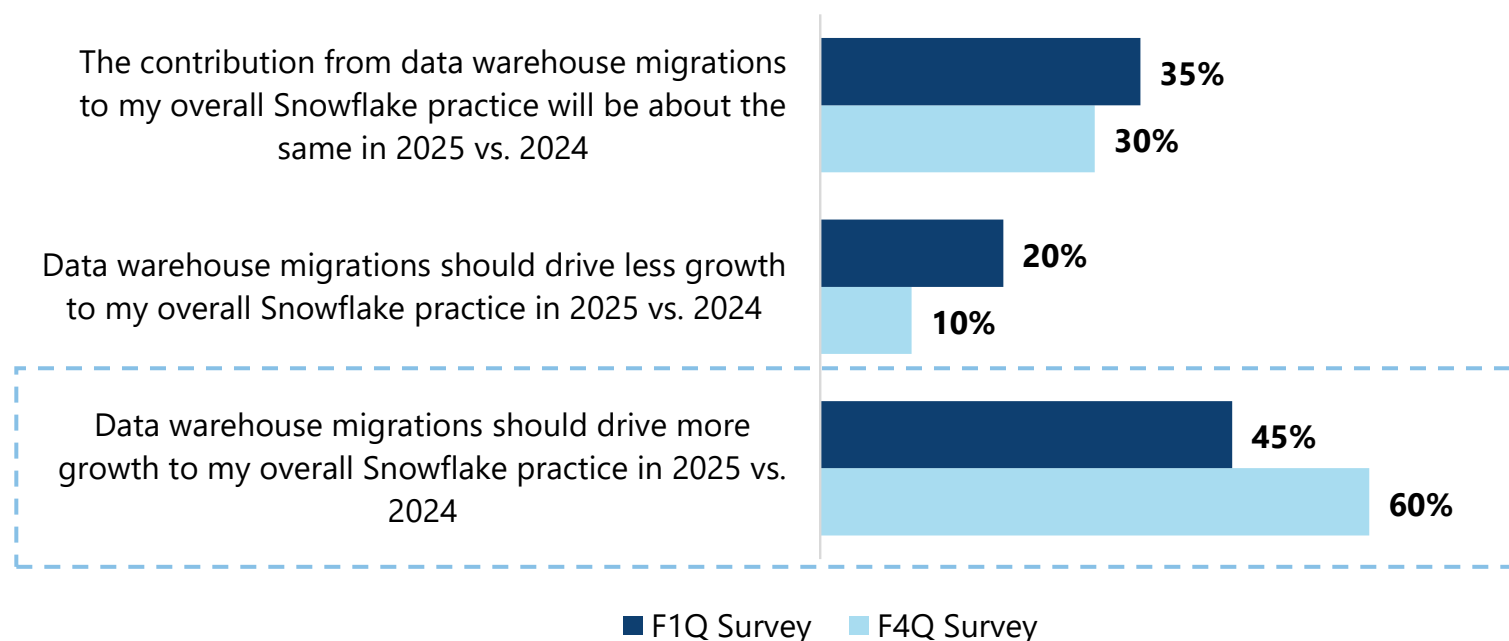 The contribution from data warehouse migrations
to my overall Snowflake practice will be about the
same in 2025 vs. 2024
35%
30%
Data warehouse migrations should drive less growth
to my overall Snowflake practice in 2025 vs. 2024
20%
10%
Data warehouse migrations should drive more
growth to my overall Snowflake practice in 2025 vs.
2024
45%
60%
F1Q Survey F4Q Survey